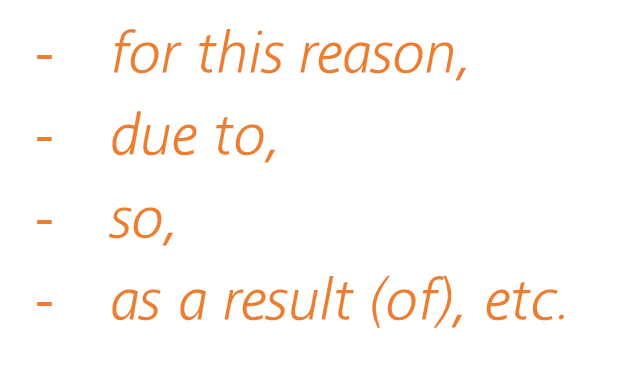 - for this reason,
- due to,
- so,
- as a result (of), etc.